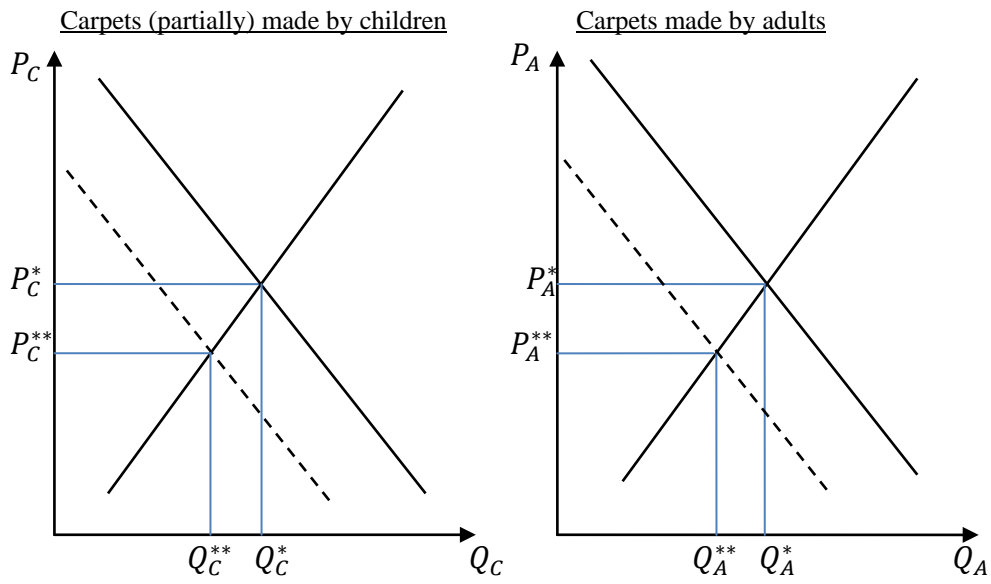 Carpets (partially) made by children
P_C
P_C^*
P_C^**
Q_C^**
Q_C^*
Q_C
Carpets made by adults
P_A
P_A^*
P_A^**
Q_A^**
Q_A^*
Q_A